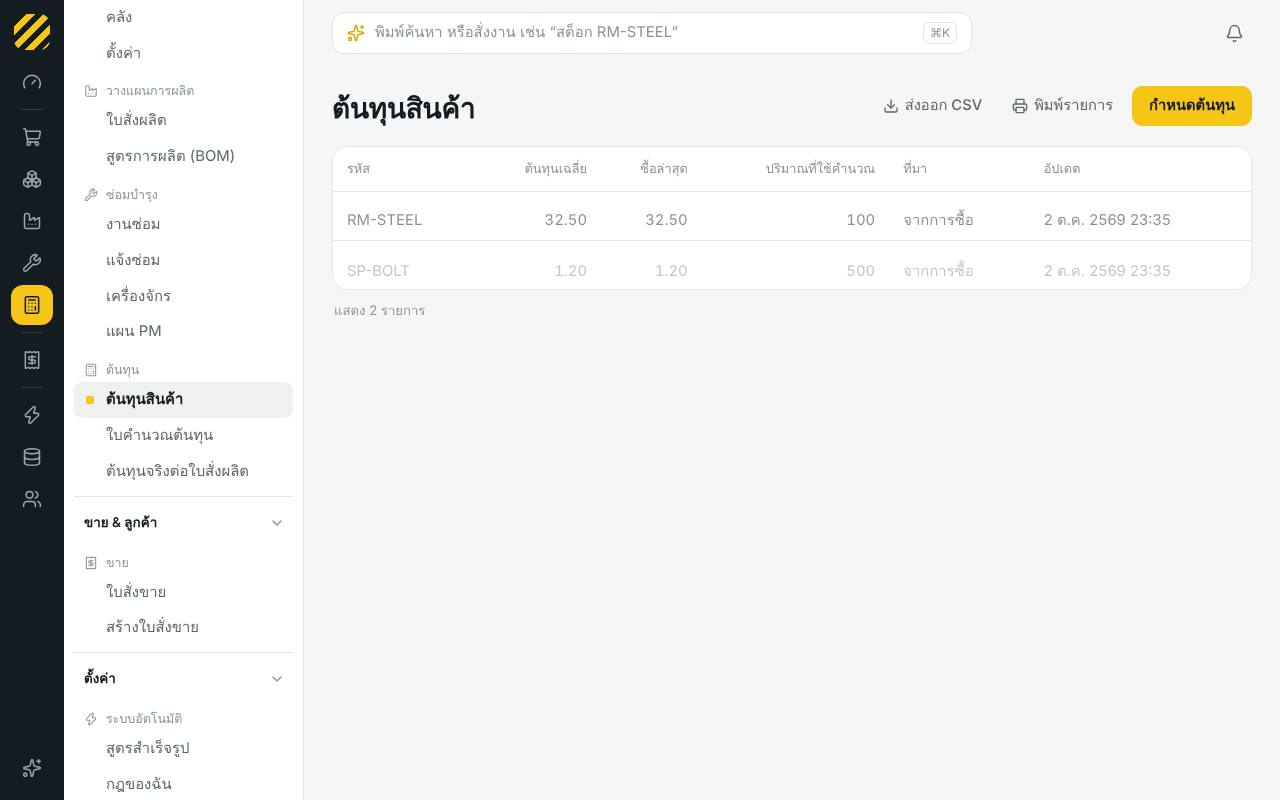 คลัง
ตั้งค่า
วางแผนการผลิต
ใบสั่งผลิต
สูตรการผลิต (BOM)
ซ่อมบำรุง
งานซ่อม
แจ้งซ่อม
เครื่องจักร
แผน PM
ต้นทุน
ต้นทุนสินค้า
ใบคำนวณต้นทุน
ต้นทุนจริงต่อใบสั่งผลิต
ขาย & ลูกค้า
ขาย
ใบสั่งขาย
สร้างใบสั่งขาย
ตั้งค่า
ระบบอัตโนมัติ
สูตรสำเร็จรูป
กฎของฉัน
พิมพ์ค้นหา หรือสั่งงาน เช่น “สต็อก RM-STEEL” ⌘K
ต้นทุนสินค้า ส่งออก CSV พิมพ์รายการ กำหนดต้นทุน
รหัส ต้นทุนเฉลี่ย ซื้อล่าสุด ปริมาณที่ใช้คำนวณ ที่มา อัปเดต
RM-STEEL 32.50 32.50 100 จากการซื้อ 2 ต.ค. 2569 23:35
SP-BOLT 1.20 1.20 500 จากการซื้อ 2 ต.ค. 2569 23:35
แสดง 2 รายการ